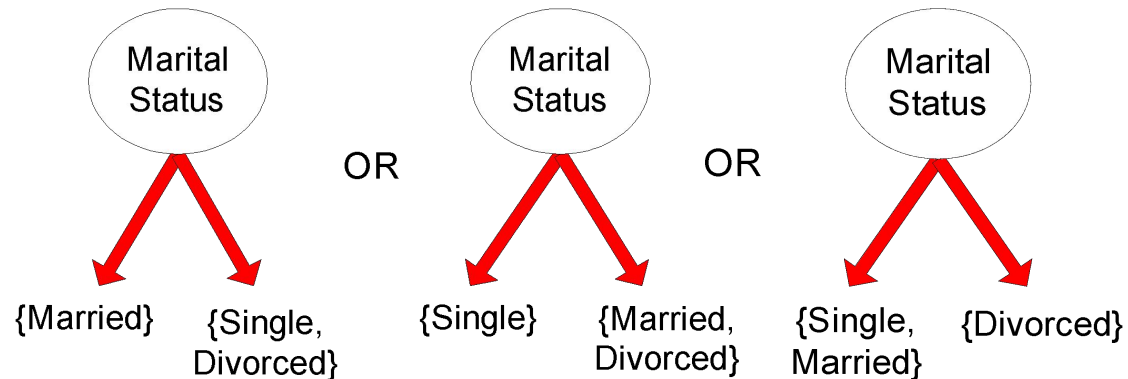 Marital
Status
OR
Marital
Status
OR
Marital
Status
{Married}
{Single,
Divorced}
{Single}
{Married,
Divorced}
{Single,
Married}
{Divorced}